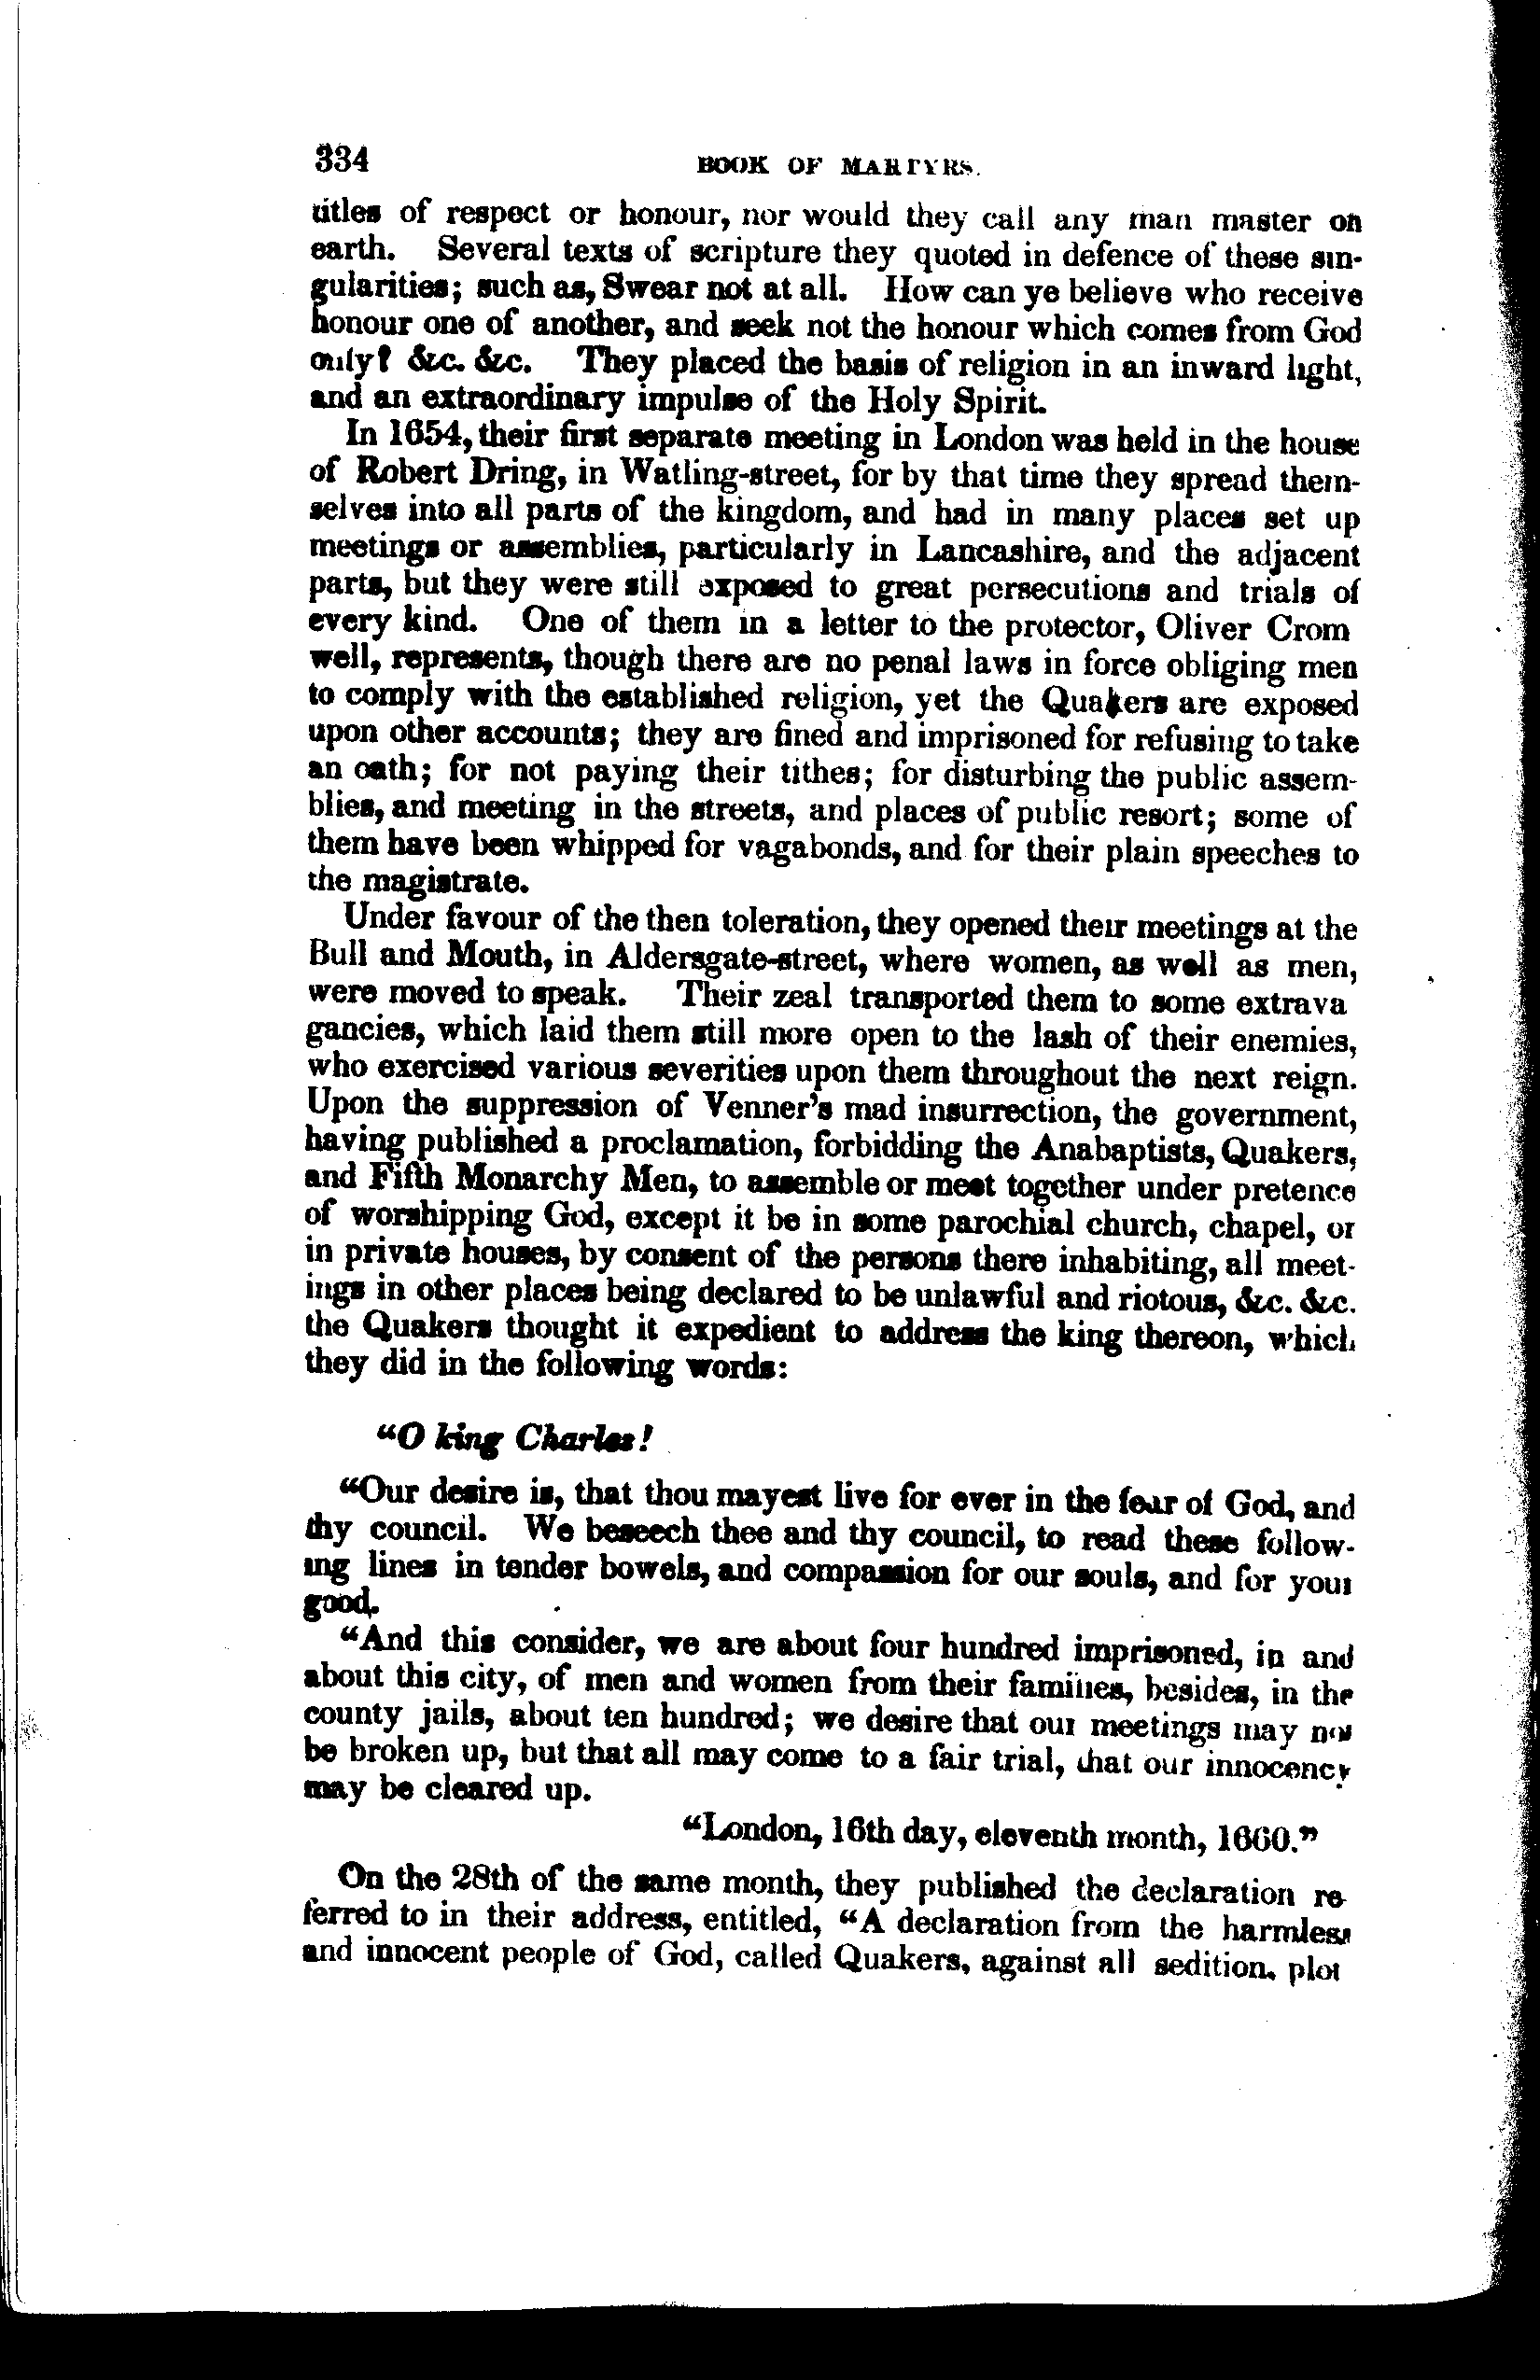 334 BOOK OF MARTYRS.
titles of respect or honour, nor would they call any man master on
earth. Several texts of scripture they quoted in defence of these sin-
gularities; such as, Swear not at all. How can ye believe who receive
honour one of another, and seek not the honour which comes from God
only? &c. &c. They placed the basis of religion in an inward light,
and an extraordinary impulse of the Holy Spirit.
In 1654, their first separate meeting in London was held in the house
of Robert Dring, in Watling-street, for by that time they spread them-
selves into all parts of the kingdom, and had in many places set up
meetings or assemblies, particularly in Lancashire, and the adjacent
parts, but they were still exposed to great persecutions and trials of
every kind. One of them in a letter to the protector, Oliver Crom
well, represents, though there are no penal laws in force obliging men
to comply with the established religion, yet the Quakers are exposed
upon other accounts; they are fined and imprisoned for refusing to take
an oath; for not paying their tithes; for disturbing the public assem-
blies, and meeting in the streets, and places of public resort; some of
them have been whipped for vagabonds, and for their plain speeches to
the magistrate.
Under favour of the then toleration, they opened their meetings at the
Bull and Mouth, in Aldersgate-street, where women, as well as men,
were moved to speak. Their zeal transported them to some extrava
gancies, which laid them still more open to the lash of their enemies,
who exercised various severities upon them throughout the next reign.
Upon the suppression of Venner's mad insurrection, the government,
having published a proclamation, forbidding the Anabaptists, Quakers,
and Fifth Monarchy Men, to assemble or meet together under pretence
of worshipping God, except it be in some parochial church, chapel, or
in private houses, by consent of the persons there inhabiting, all meet-
ings in other places being declared to be unlawful and riotous, &c. &c.
the Quakers thought it expedient to address the king thereon, which
they did in the following words:
"O king Charles!
"Our desire is, that thou mayest live for ever in the fear of God, and
thy council. We beseech thee and thy council, to read these follow-
ing lines in tender bowels, and compassion for our souls, and for your
good.
"And this consider, we are about four hundred imprisoned, in and
about this city, of men and women from their families, besides, in the
county jails, about ten hundred; we desire that our meetings may not
be broken up, but that all may come to a fair trial, that our innocency
may be cleared up.
"London, 16th day, eleventh month, 1660."
On the 28th of the same month, they published the declaration re-
ferred to in their address, entitled, "A declaration from the harmless
and innocent people of God, called Quakers, against all sedition, plot